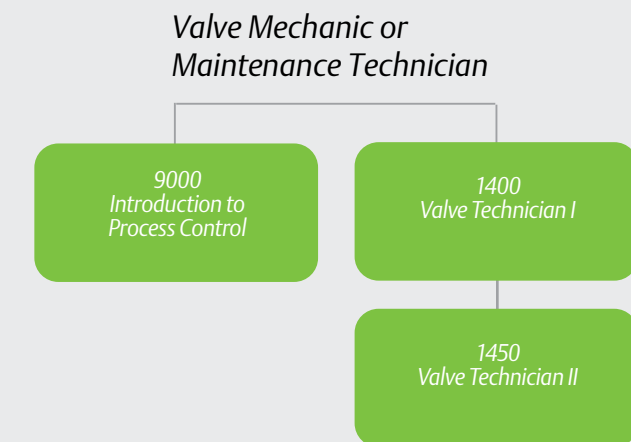 Valve Mechanic or
Maintenance Technician
9000
Introduction to
Process Control
1400
Valve Technician I
1450
Valve Technician II